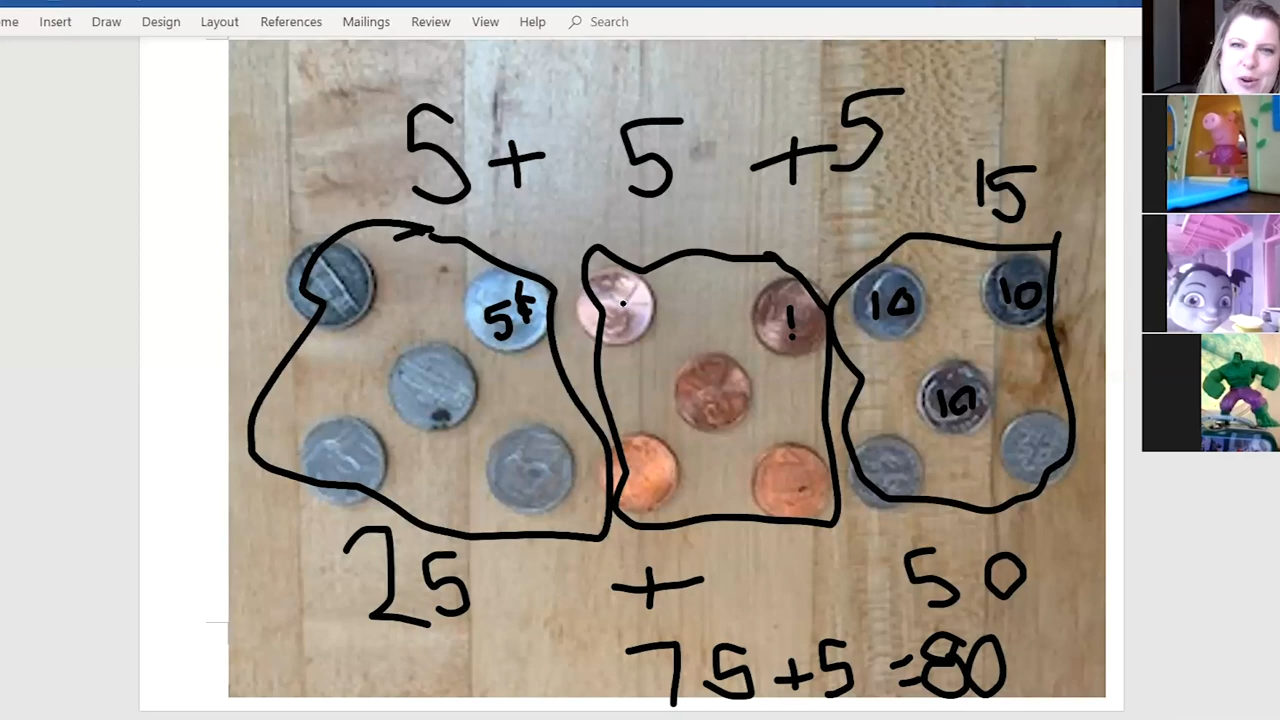 me Insert Draw Design Layout References Mailings Review View Help Search
5 + 5 + 5
15
5¢ ! 10 10
10
25 + 50
75 + 5 = 80